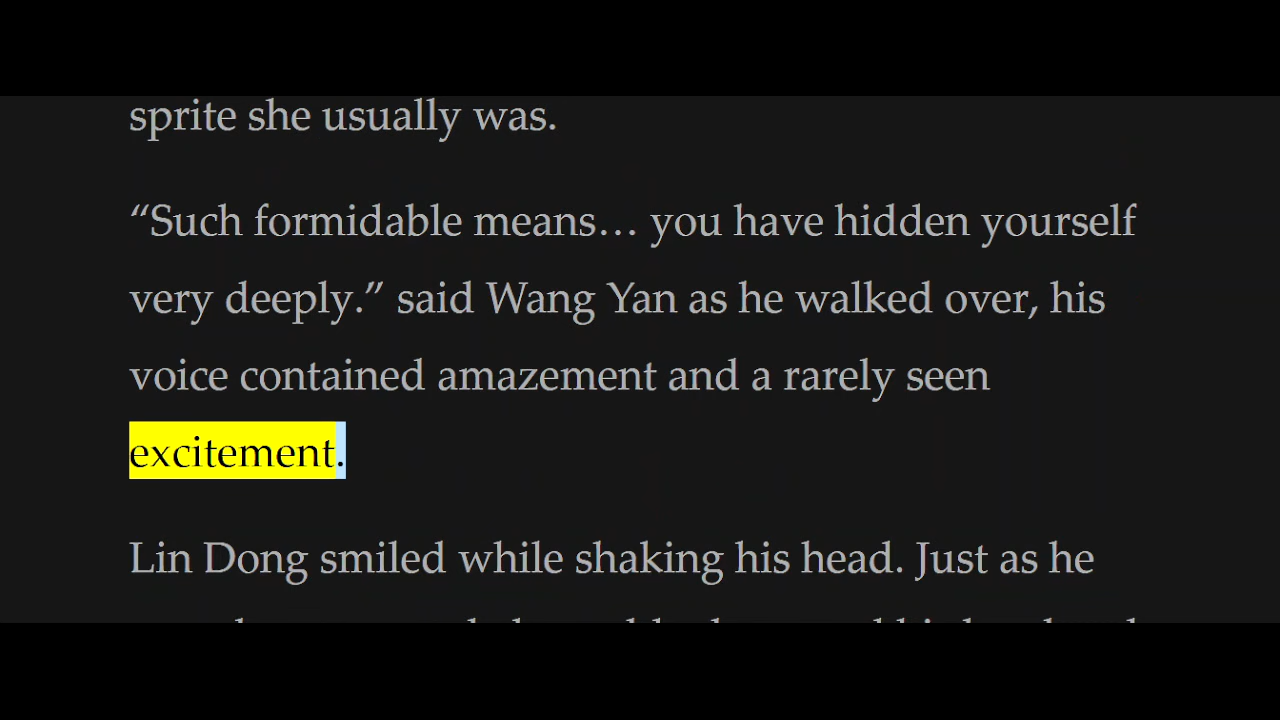 sprite she usually was.
“Such formidable means… you have hidden yourself
very deeply.” said Wang Yan as he walked over, his
voice contained amazement and a rarely seen
excitement.
Lin Dong smiled while shaking his head. Just as he